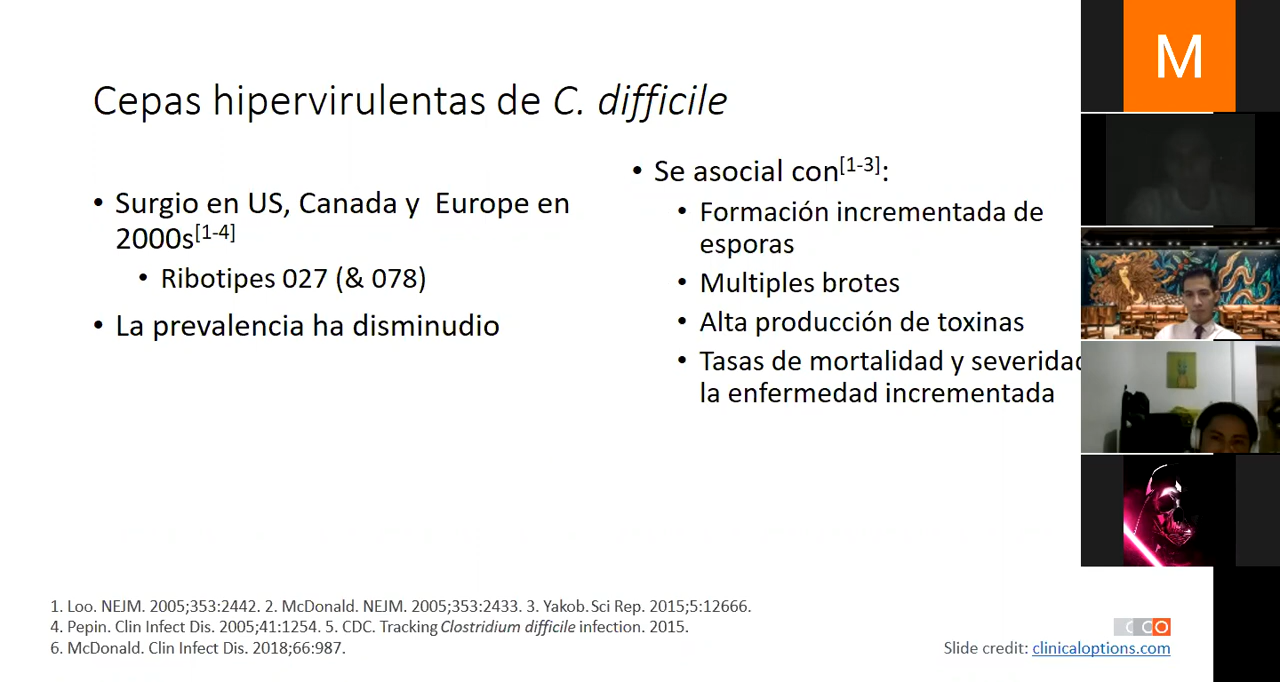 Cepas hipervirulentas de C. difficile
• Surgio en US, Canada y Europe en
2000s[1-4]
• Ribotipes 027 (& 078)
• La prevalencia ha disminudio
• Se asocial con[1-3]:
• Formación incrementada de
esporas
• Multiples brotes
• Alta producción de toxinas
• Tasas de mortalidad y severidad
la enfermedad incrementada
1. Loo. NEJM. 2005;353:2442. 2. McDonald. NEJM. 2005;353:2433. 3. Yakob. Sci Rep. 2015;5:12666.
4. Pepin. Clin Infect Dis. 2005;41:1254. 5. CDC. Tracking Clostridium difficile infection. 2015.
6. McDonald. Clin Infect Dis. 2018;66:987.
CCO
Slide credit: clinicaloptions.com
M